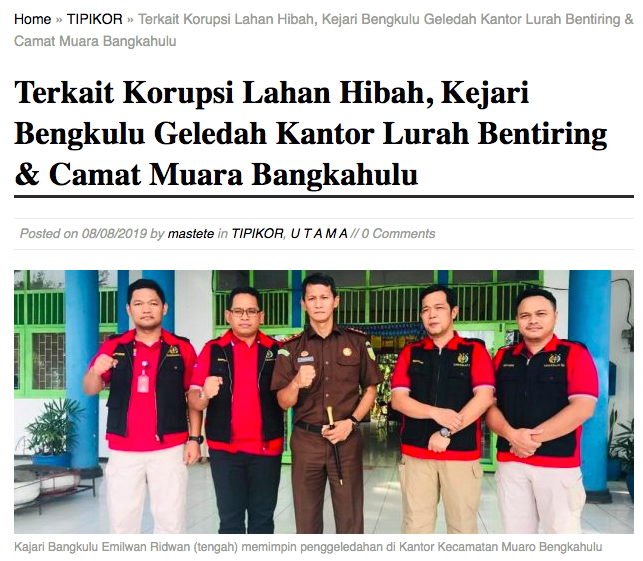 Home » TIPIKOR » Terkait Korupsi Lahan Hibah, Kejari Bengkulu Geledah Kantor Lurah Bentiring &
Camat Muara Bangkahulu
Terkait Korupsi Lahan Hibah, Kejari
Bengkulu Geledah Kantor Lurah Bentiring
& Camat Muara Bangkahulu
Posted on 08/08/2019 by mastete in TIPIKOR, U T A M A // 0 Comments
Kajari Bangkulu Emilwan Ridwan (tengah) memimpin penggeledahan di Kantor Kecamatan Muaro Bengkahulu